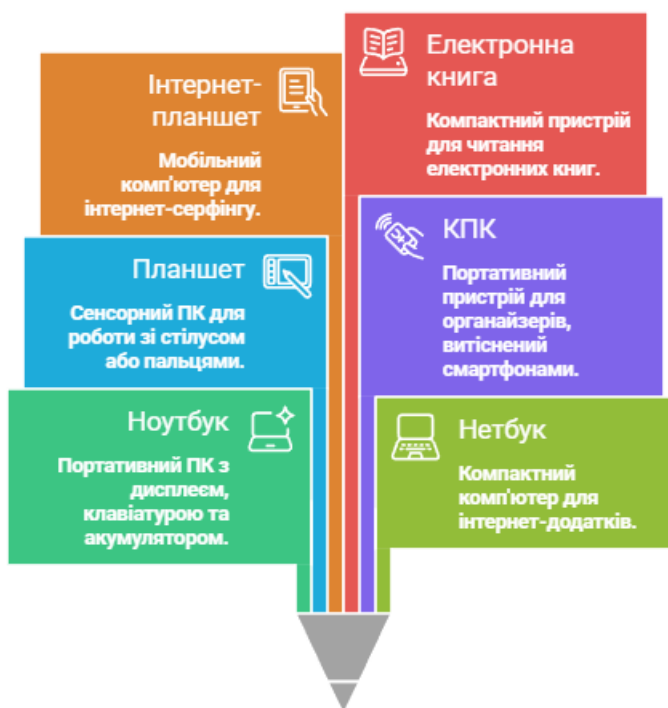 Інтернет-
планшет
Мобільний
комп'ютер для
інтернет-серфінгу.
Електронна
книга
Компактний пристрій
для читання
електронних книг.
Планшет
Сенсорний ПК для
роботи зі стілусом
або пальцями.
КПК
Портативний
пристрій для
органайзерів,
витіснений
смартфонами.
Ноутбук
Портативний ПК з
дисплеєм,
клавіатурою та
акумулятором.
Нетбук
Компактний
комп'ютер для
інтернет-додатків.